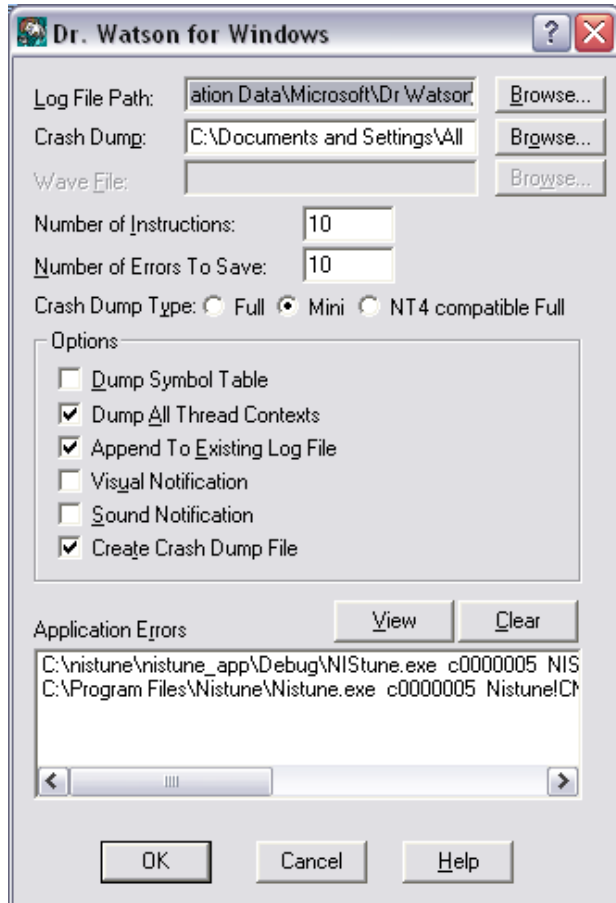 Dr. Watson for Windows
Log File Path: ation Data\Microsoft\Dr Watson Browse...
Crash Dump: C:\Documents and Settings\All Browse...
Wave File: Browse...
Number of Instructions: 10
Number of Errors To Save: 10
Crash Dump Type: Full Mini NT4 compatible Full
Options
Dump Symbol Table
Dump All Thread Contexts
Append To Existing Log File
Visual Notification
Sound Notification
Create Crash Dump File
Application Errors View Clear
C:\nistune\nistune_app\Debug\NIStune.exe c0000005 NIS
C:\Program Files\Nistune\Nistune.exe c0000005 Nistune!CN
OK Cancel Help